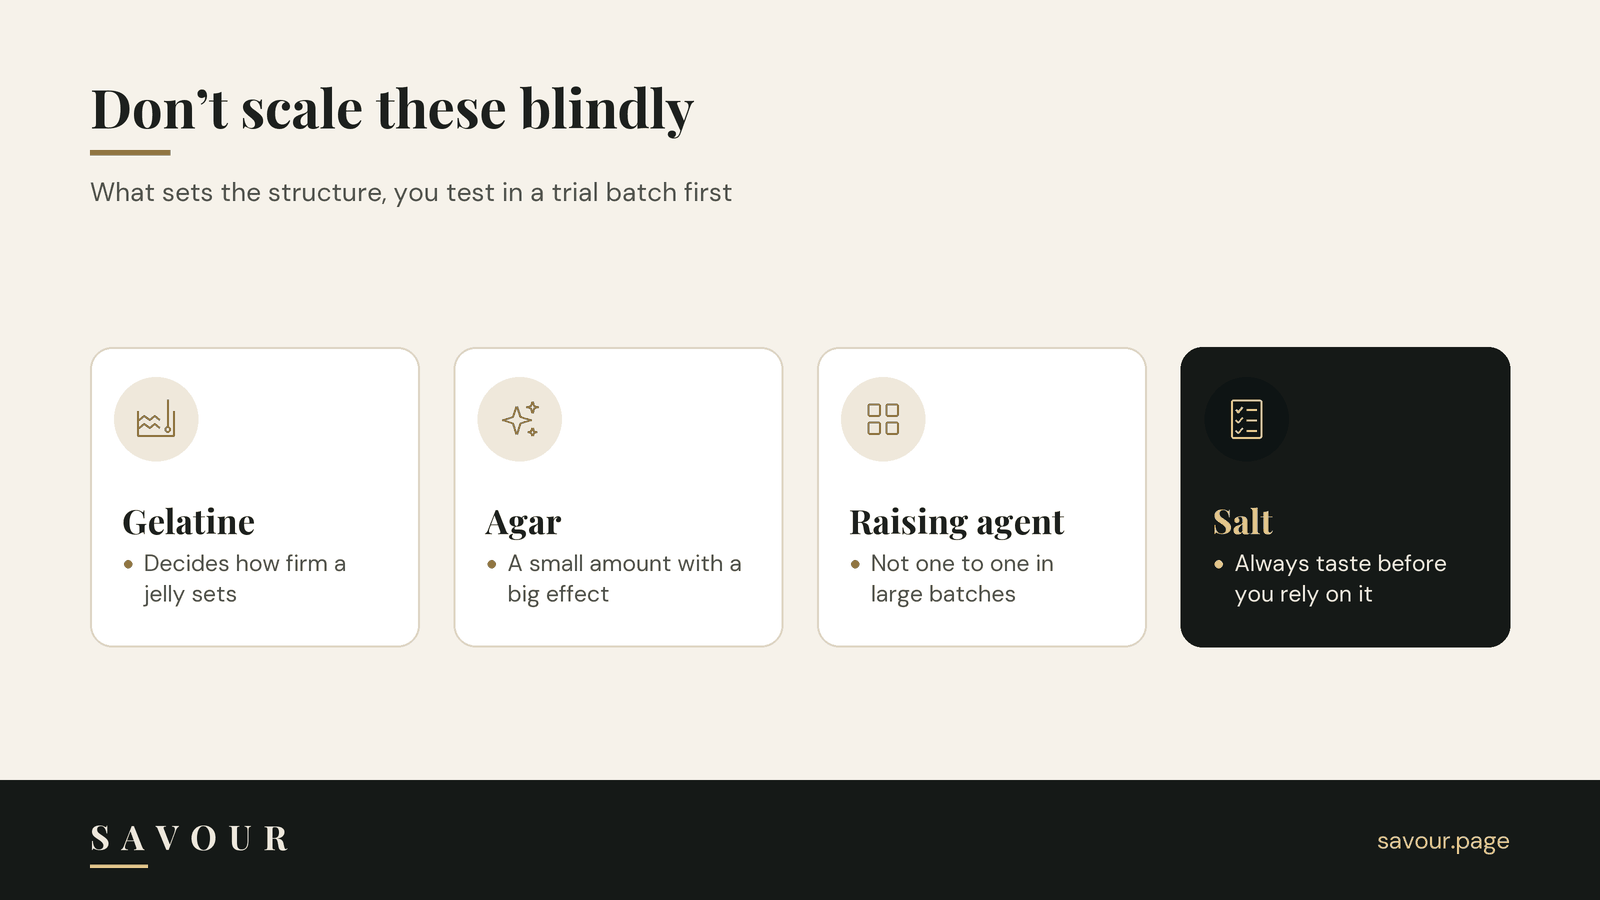 Don’t scale these blindly
What sets the structure, you test in a trial batch first
Gelatine
• Decides how firm a
jelly sets
Agar
• A small amount with a
big effect
Raising agent
• Not one to one in
large batches
Salt
• Always taste before
you rely on it
SAVOUR
savour.page